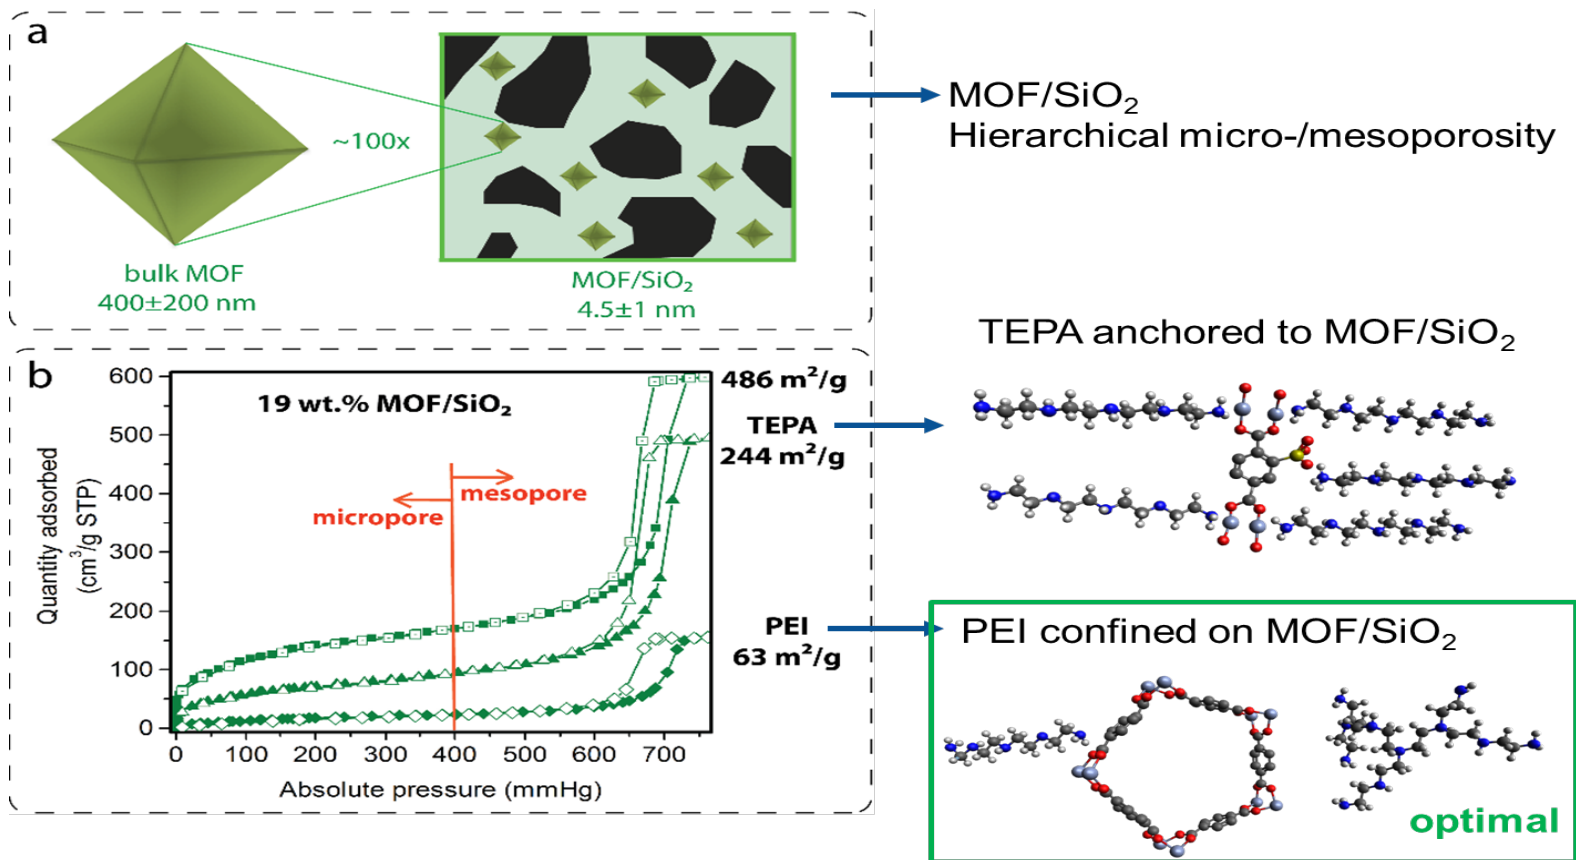 a
~100x
bulk MOF
400±200 nm
MOF/SiO₂
4.5±1 nm
MOF/SiO₂
Hierarchical micro-/mesoporosity
b
19 wt.% MOF/SiO₂
micropore
mesopore
Quantity adsorbed
(cm³/g STP)
600
500
400
300
200
100
0
0
100
200
300
400
500
600
700
Absolute pressure (mmHg)
486 m²/g
TEPA
244 m²/g
PEI
63 m²/g
TEPA anchored to MOF/SiO₂
PEI confined on MOF/SiO₂
optimal